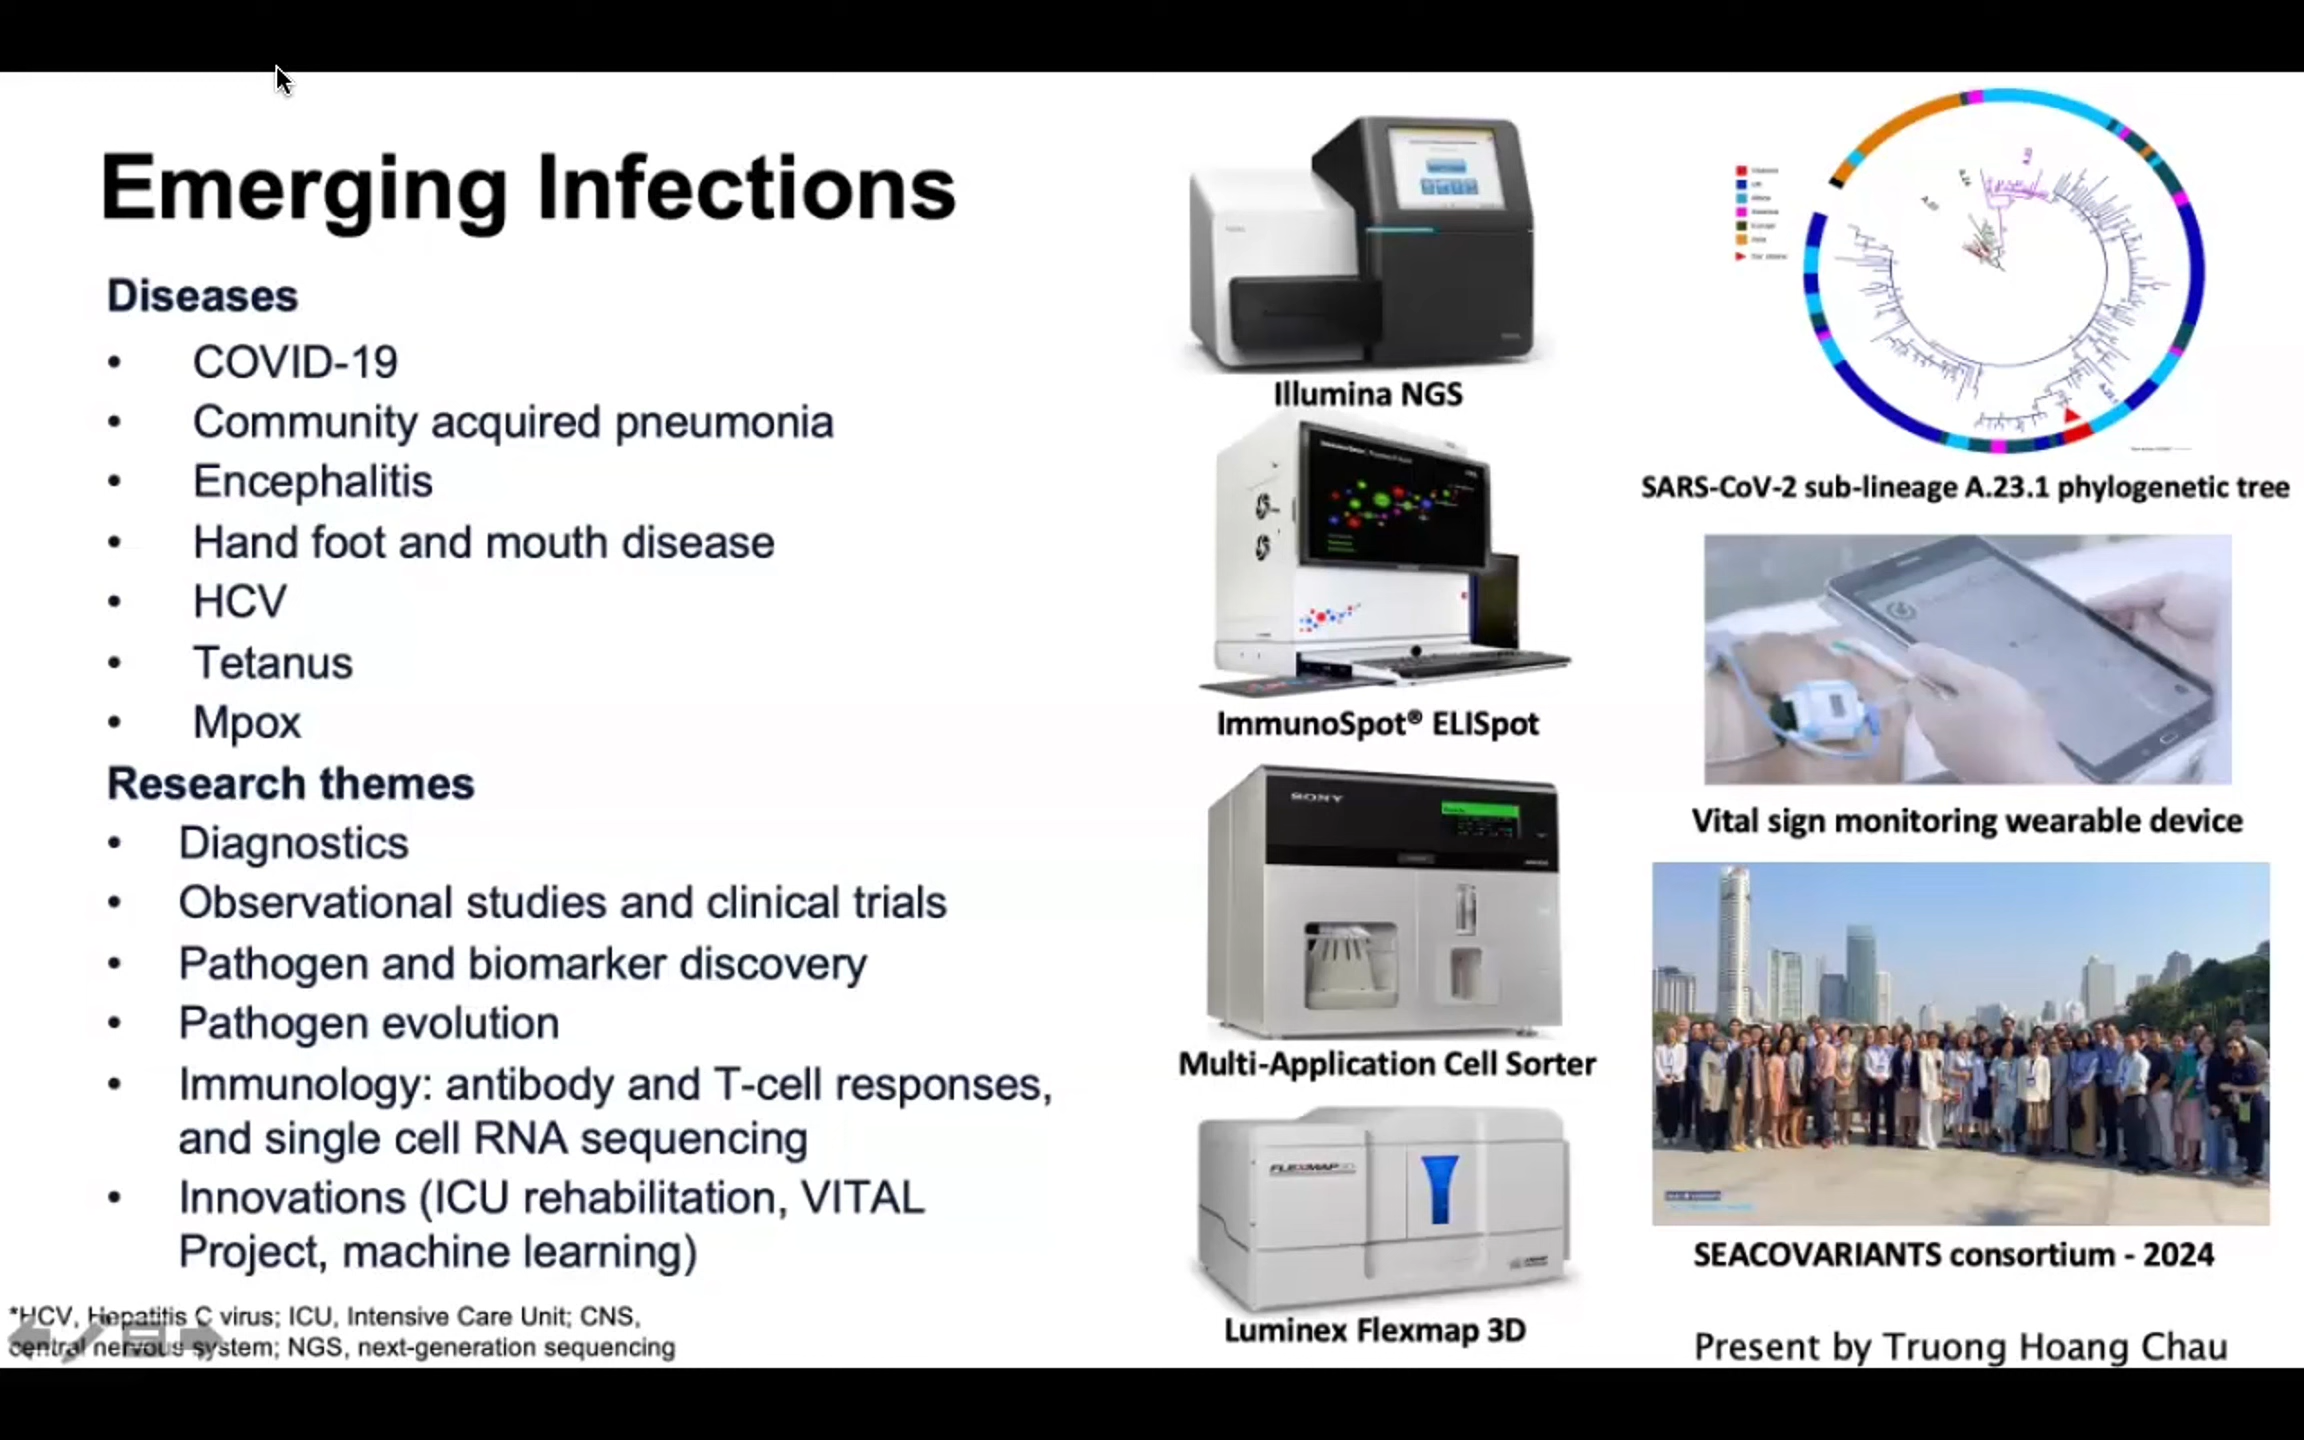 Emerging Infections
Diseases
• COVID-19
• Community acquired pneumonia
• Encephalitis
• Hand foot and mouth disease
• HCV
• Tetanus
• Mpox
Research themes
• Diagnostics
• Observational studies and clinical trials
• Pathogen and biomarker discovery
• Pathogen evolution
• Immunology: antibody and T-cell responses,
and single cell RNA sequencing
• Innovations (ICU rehabilitation, VITAL
Project, machine learning)
*HCV, Hepatitis C virus; ICU, Intensive Care Unit; CNS,
central nervous system; NGS, next-generation sequencing
Illumina NGS
ImmunoSpot® ELISpot
SONY
Multi-Application Cell Sorter
FLEXMAP 3D
Luminex Flexmap 3D
SARS-CoV-2 sub-lineage A.23.1 phylogenetic tree
Vital sign monitoring wearable device
SEACOVARIANTS consortium - 2024
Present by Truong Hoang Chau